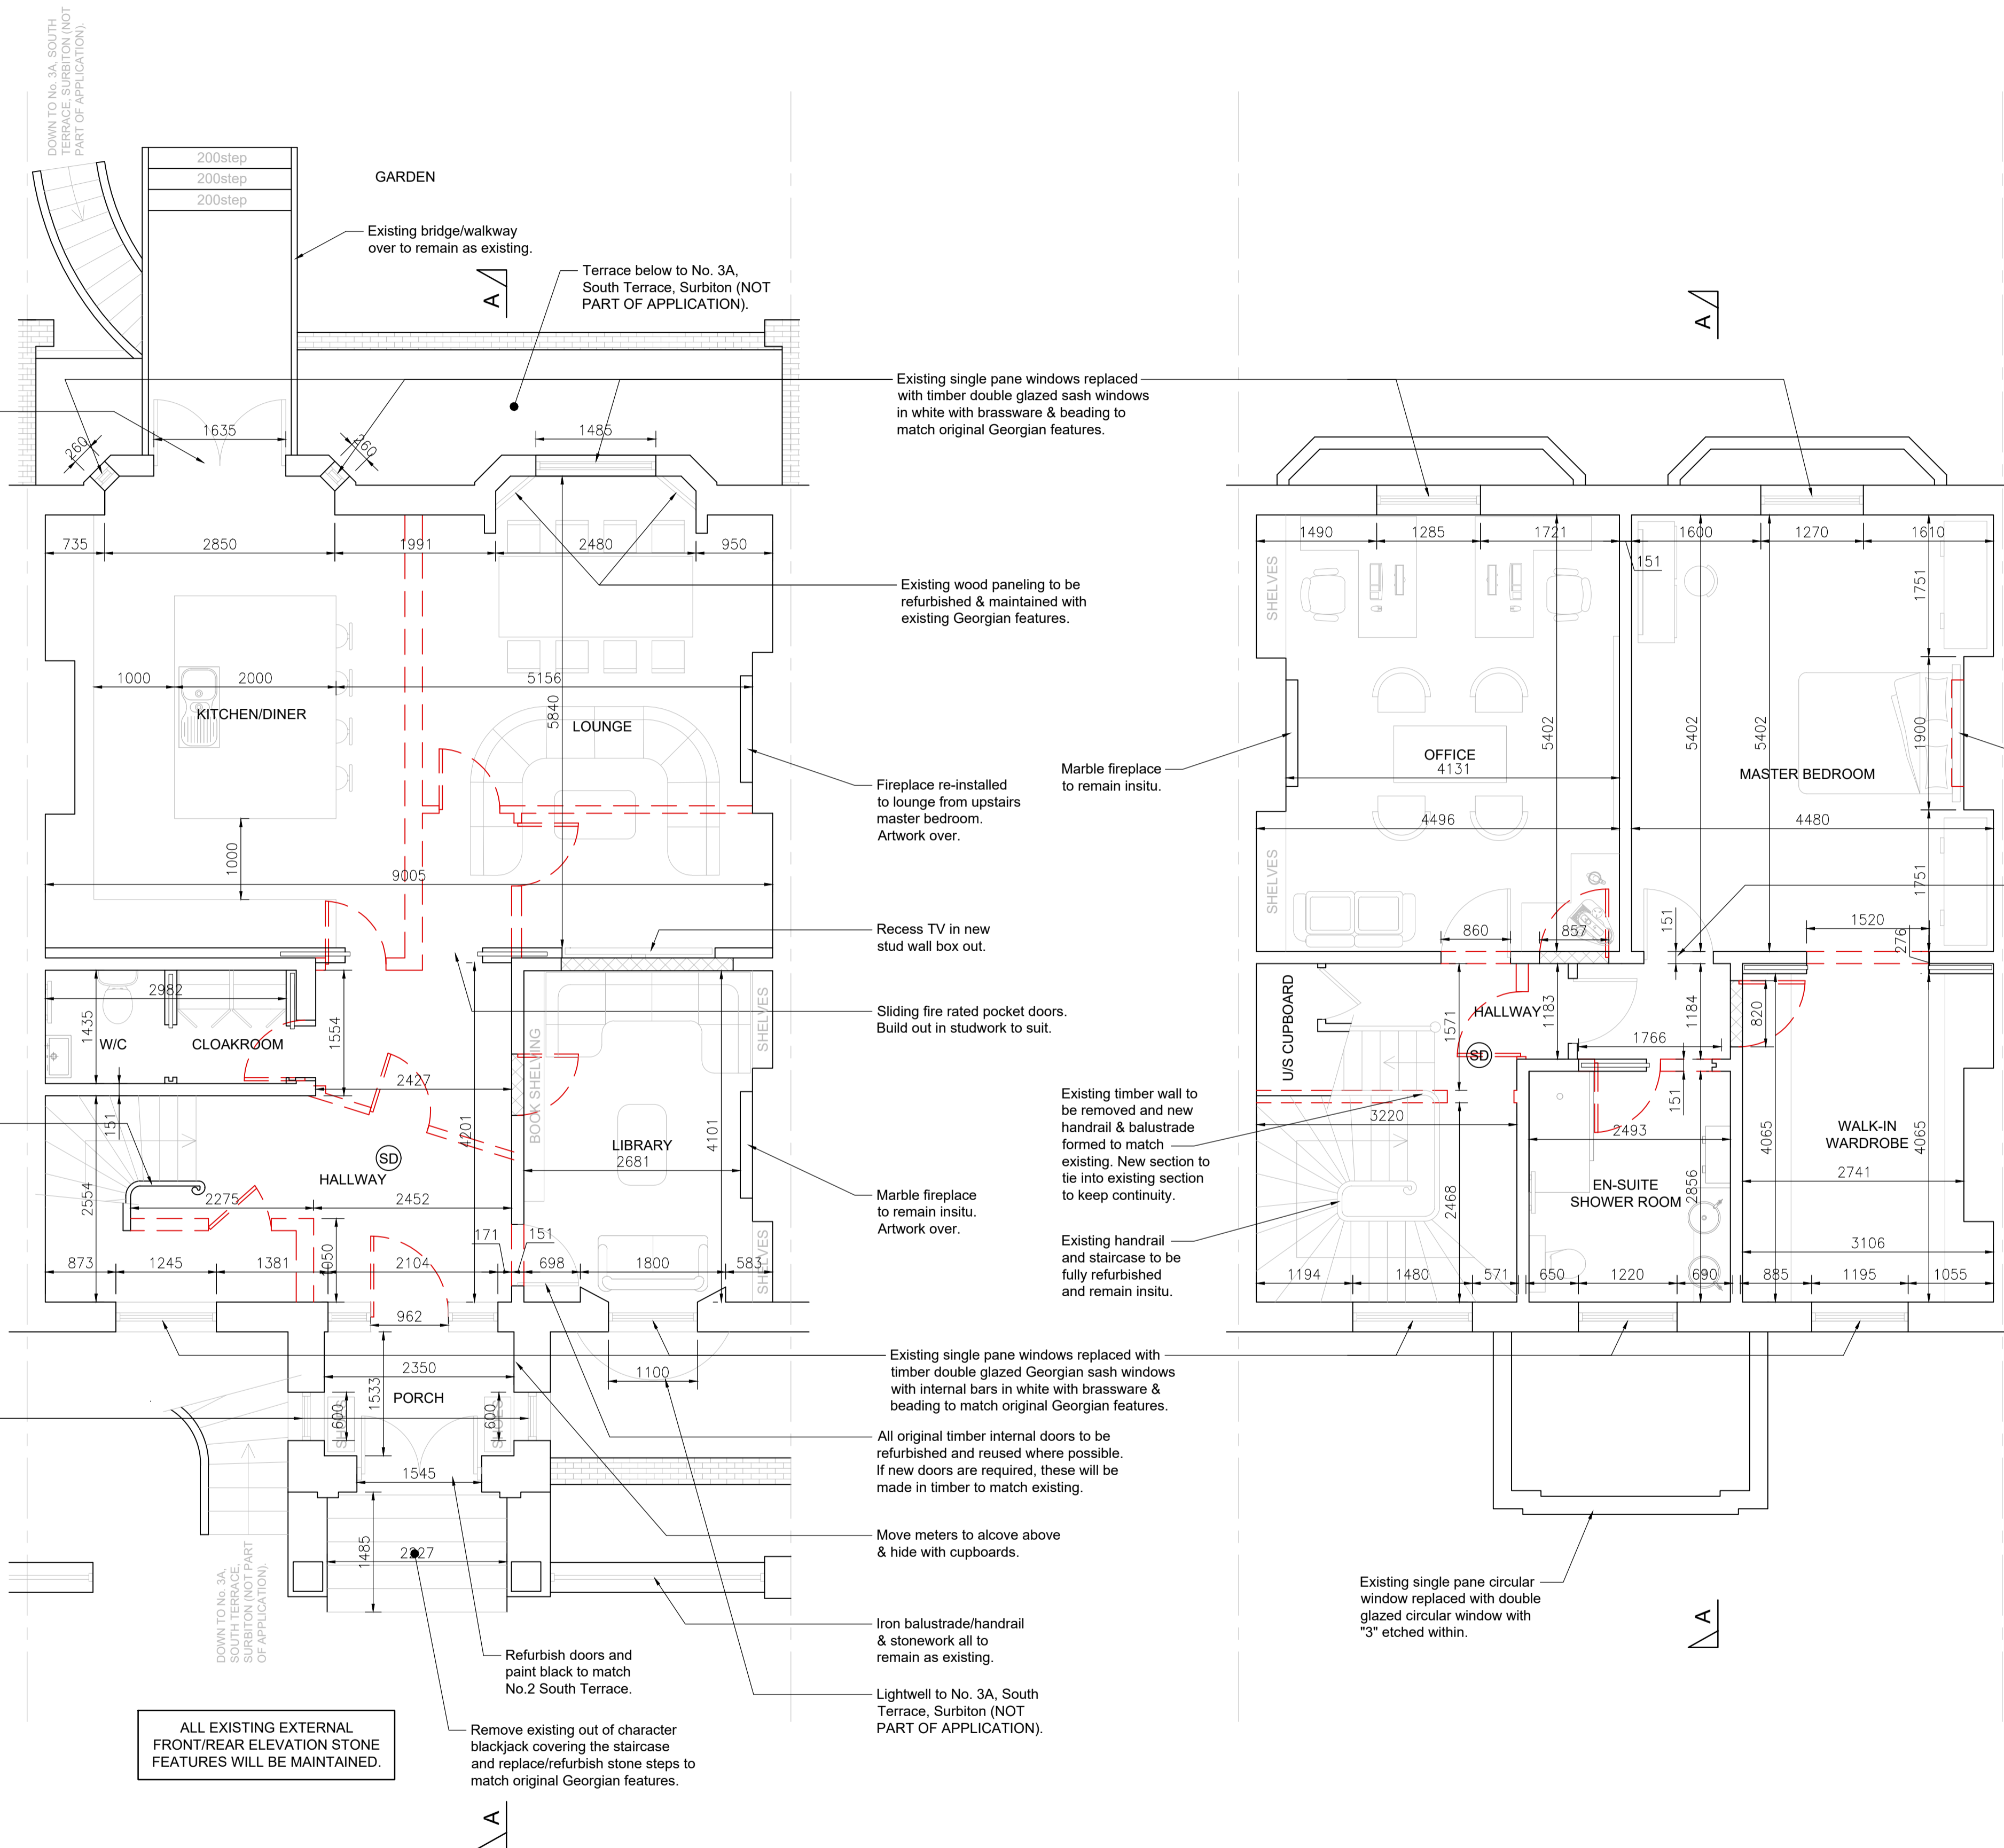 DOWN TO No. 3A, SOUTH
TERRACE, SURBITON (NOT
PART OF APPLICATION).
200step
200step
200step
GARDEN
Existing bridge/walkway
over to remain as existing.
A
Terrace below to No. 3A,
South Terrace, Surbiton (NOT
PART OF APPLICATION).
A
Existing single pane windows replaced
with timber double glazed sash windows
in white with brassware & beading to
match original Georgian features.
260
1635
260
1485
735
2850
1991
2480
950
Existing wood paneling to be
refurbished & maintained with
existing Georgian features.
1000
2000
5156
KITCHEN/DINER
5840
LOUNGE
1000
9005
Fireplace re-installed
to lounge from upstairs
master bedroom.
Artwork over.
Recess TV in new
stud wall box out.
Sliding fire rated pocket doors.
Build out in studwork to suit.
2982
1435
W/C
CLOAKROOM
1554
2427
4201
151
2554
BOOK SHELVING
SHELVES
LIBRARY
2681
4101
SHELVES
SD
HALLWAY
2275
2452
Marble fireplace
to remain insitu.
Artwork over.
873
1245
1381
1050
2104
171
151
698
1800
583
962
2350
1533
PORCH
600
SHOES
600
SHOES
1100
1545
1485
2227
Existing single pane windows replaced with
timber double glazed Georgian sash windows
with internal bars in white with brassware &
beading to match original Georgian features.
All original timber internal doors to be
refurbished and reused where possible.
If new doors are required, these will be
made in timber to match existing.
Move meters to alcove above
& hide with cupboards.
Iron balustrade/handrail
& stonework all to
remain as existing.
Lightwell to No. 3A, South
Terrace, Surbiton (NOT
PART OF APPLICATION).
DOWN TO No. 3A,
SOUTH TERRACE,
SURBITON (NOT PART
OF APPLICATION).
Refurbish doors and
paint black to match
No.2 South Terrace.
Remove existing out of character
blackjack covering the staircase
and replace/refurbish stone steps to
match original Georgian features.
ALL EXISTING EXTERNAL
FRONT/REAR ELEVATION STONE
FEATURES WILL BE MAINTAINED.
A
1490
1285
1721
151
1600
1270
1610
SHELVES
1751
5402
5402
5402
1900
OFFICE
4131
MASTER BEDROOM
4496
4480
SHELVES
1751
Marble fireplace
to remain insitu.
860
857
151
1520
276
U/S CUPBOARD
1571
HALLWAY
1183
1184
820
SD
1766
151
3220
2493
4065
WALK-IN
WARDROBE
4065
2741
2468
EN-SUITE
SHOWER ROOM
2856
3106
Existing timber wall to
be removed and new
handrail & balustrade
formed to match
existing. New section to
tie into existing section
to keep continuity.
Existing handrail
and staircase to be
fully refurbished
and remain insitu.
1194
1480
571
650
1220
690
885
1195
1055
Existing single pane circular
window replaced with double
glazed circular window with
"3" etched within.
A